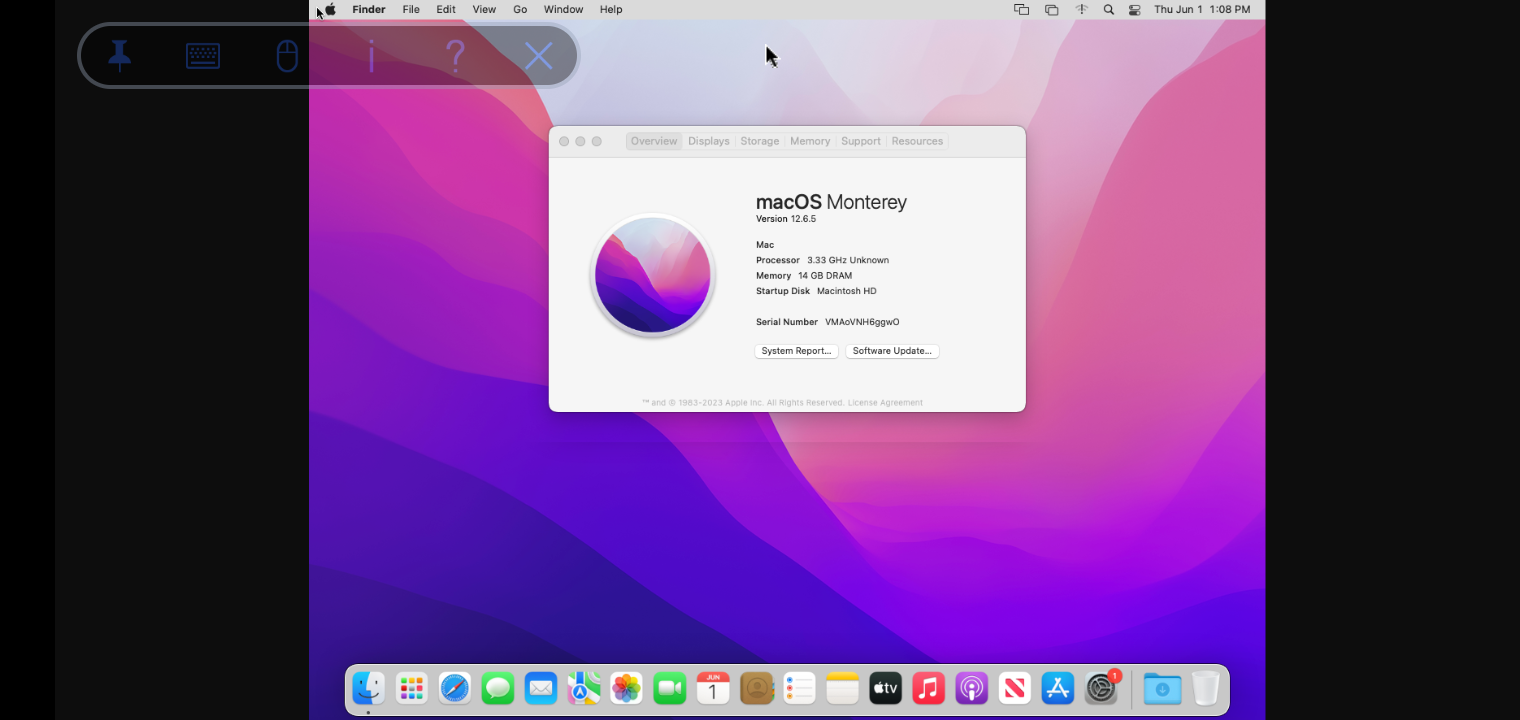 Finder File Edit View Go Window Help Thu Jun 1 1:08 PM
i ?
Overview Displays Storage Memory Support Resources
macOS Monterey
Version 12.6.5
Mac
Processor 3.33 GHz Unknown
Memory 14 GB DRAM
Startup Disk Macintosh HD
Serial Number VMAoVNH6ggwO
System Report... Software Update...
™ and © 1983-2023 Apple Inc. All Rights Reserved. License Agreement
JUN
1
tv
1